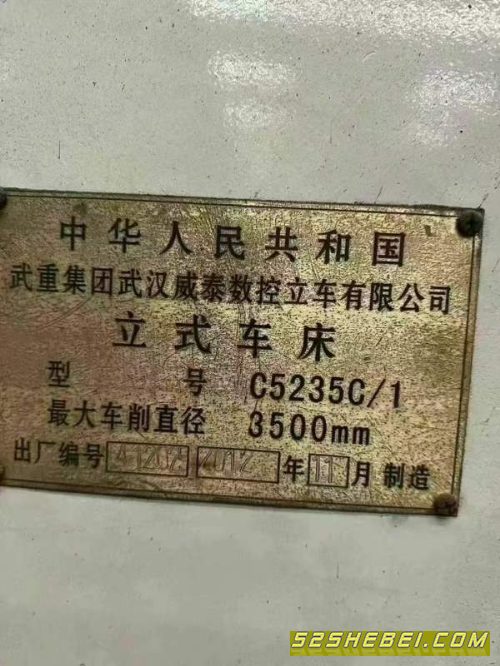 中华人民共和国
武重集团武汉威泰数控立车有限公司
立式车床
型 号 C5235C/1
最大车削直径 3500mm
出厂编号 2012 年 11 月 制造
52SHEBEI.COM